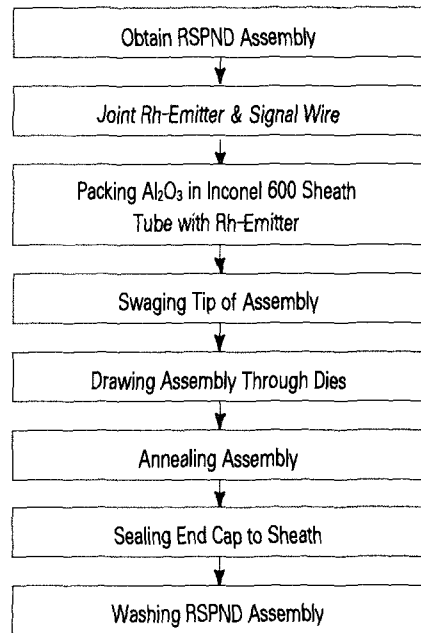 Obtain RSPND Assembly
Joint Rh-Emitter & Signal Wire
Packing Al₂O₃ in Inconel 600 Sheath
Tube with Rh-Emitter
Swaging Tip of Assembly
Drawing Assembly Through Dies
Annealing Assembly
Sealing End Cap to Sheath
Washing RSPND Assembly